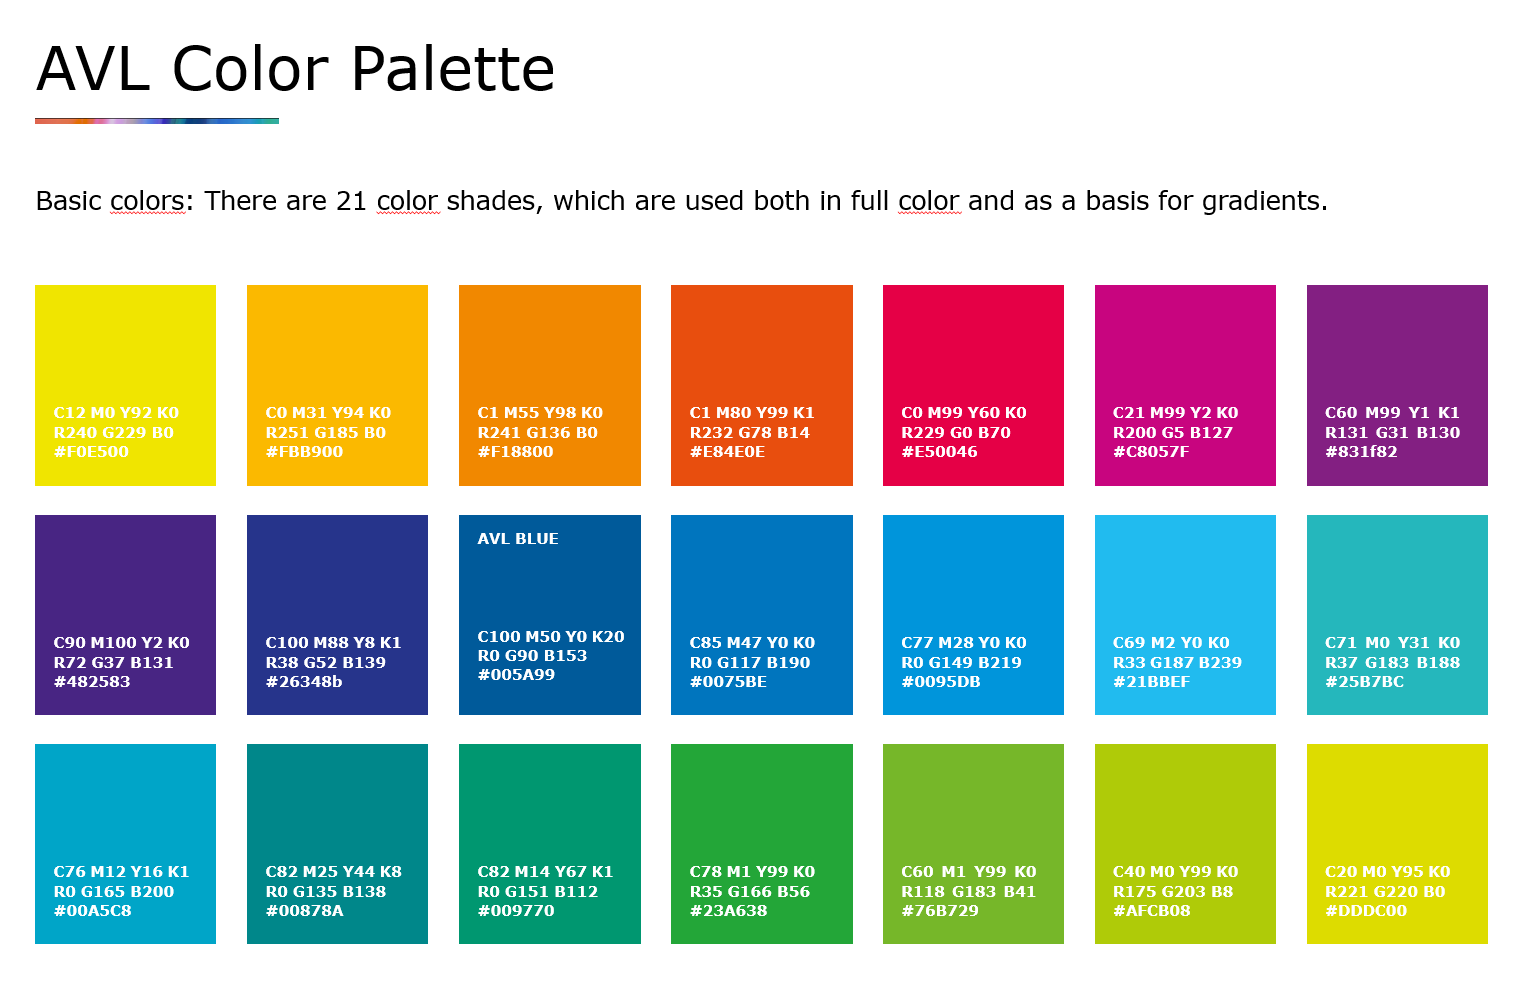 AVL Color Palette
Basic colors: There are 21 color shades, which are used both in full color and as a basis for gradients.
C12 M0 Y92 K0
R240 G229 B0
#F0E500
C0 M31 Y94 K0
R251 G185 B0
#FBB900
C1 M55 Y98 K0
R241 G136 B0
#F18800
C1 M80 Y99 K1
R232 G78 B14
#E84E0E
C0 M99 Y60 K0
R229 G0 B70
#E50046
C21 M99 Y2 K0
R200 G5 B127
#C8057F
C60 M99 Y1 K1
R131 G31 B130
#831f82
C90 M100 Y2 K0
R72 G37 B131
#482583
C100 M88 Y8 K1
R38 G52 B139
#26348b
AVL BLUE
C100 M50 Y0 K20
R0 G90 B153
#005A99
C85 M47 Y0 K0
R0 G117 B190
#0075BE
C77 M28 Y0 K0
R0 G149 B219
#0095DB
C69 M2 Y0 K0
R33 G187 B239
#21BBEF
C71 M0 Y31 K0
R37 G183 B188
#25B7BC
C76 M12 Y16 K1
R0 G165 B200
#00A5C8
C82 M25 Y44 K8
R0 G135 B138
#00878A
C82 M14 Y67 K1
R0 G151 B112
#009770
C78 M1 Y99 K0
R35 G166 B56
#23A638
C60 M1 Y99 K0
R118 G183 B41
#76B729
C40 M0 Y99 K0
R175 G203 B8
#AFCB08
C20 M0 Y95 K0
R221 G220 B0
#DDDC00